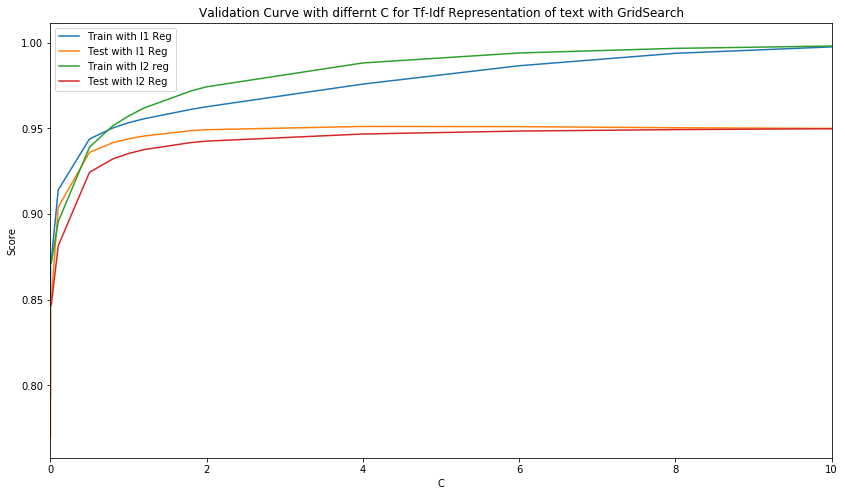 Validation Curve with differnt C for Tf-Idf Representation of text with GridSearch
Train with l1 Reg
Test with l1 Reg
Train with l2 reg
Test with l2 Reg
1.00
0.95
0.90
0.85
0.80
Score
0 2 4 6 8 10
C